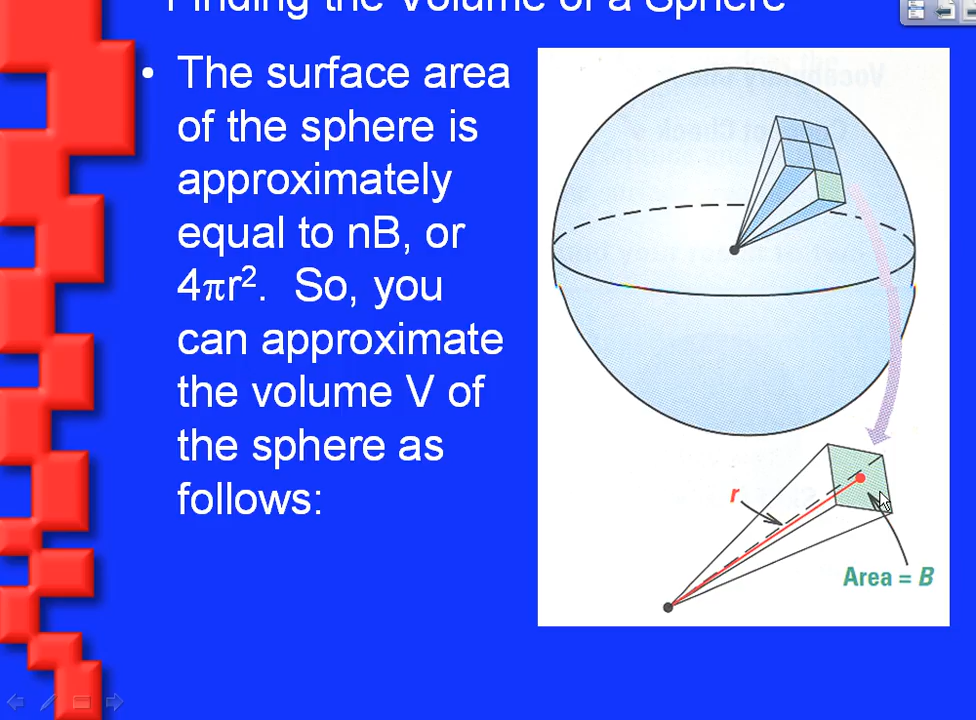 Finding the Volume of a Sphere
• The surface area
of the sphere is
approximately
equal to nB, or
4πr². So, you
can approximate
the volume V of
the sphere as
follows:
r
Area = B